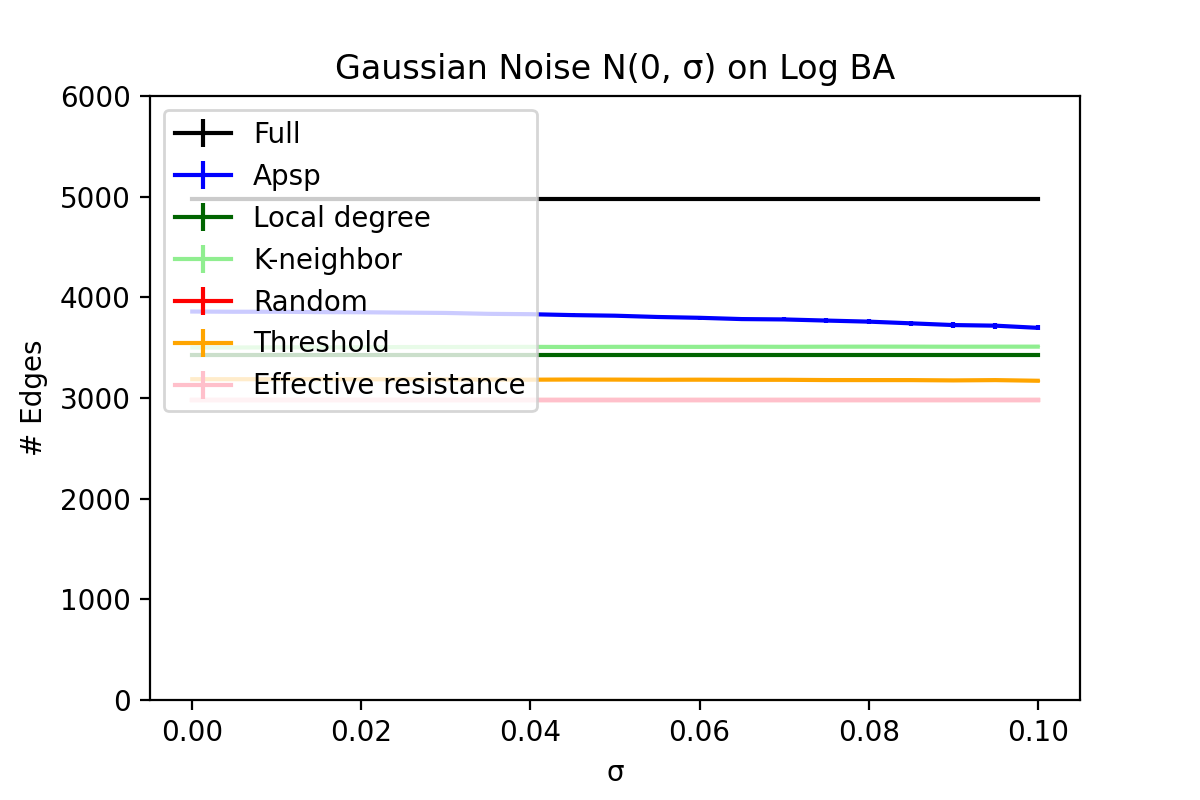 Gaussian Noise N(0, σ) on Log BA
6000
5000
4000
3000
2000
1000
0
# Edges
Full
Apsp
Local degree
K-neighbor
Random
Threshold
Effective resistance
0.00 0.02 0.04 0.06 0.08 0.10
σ